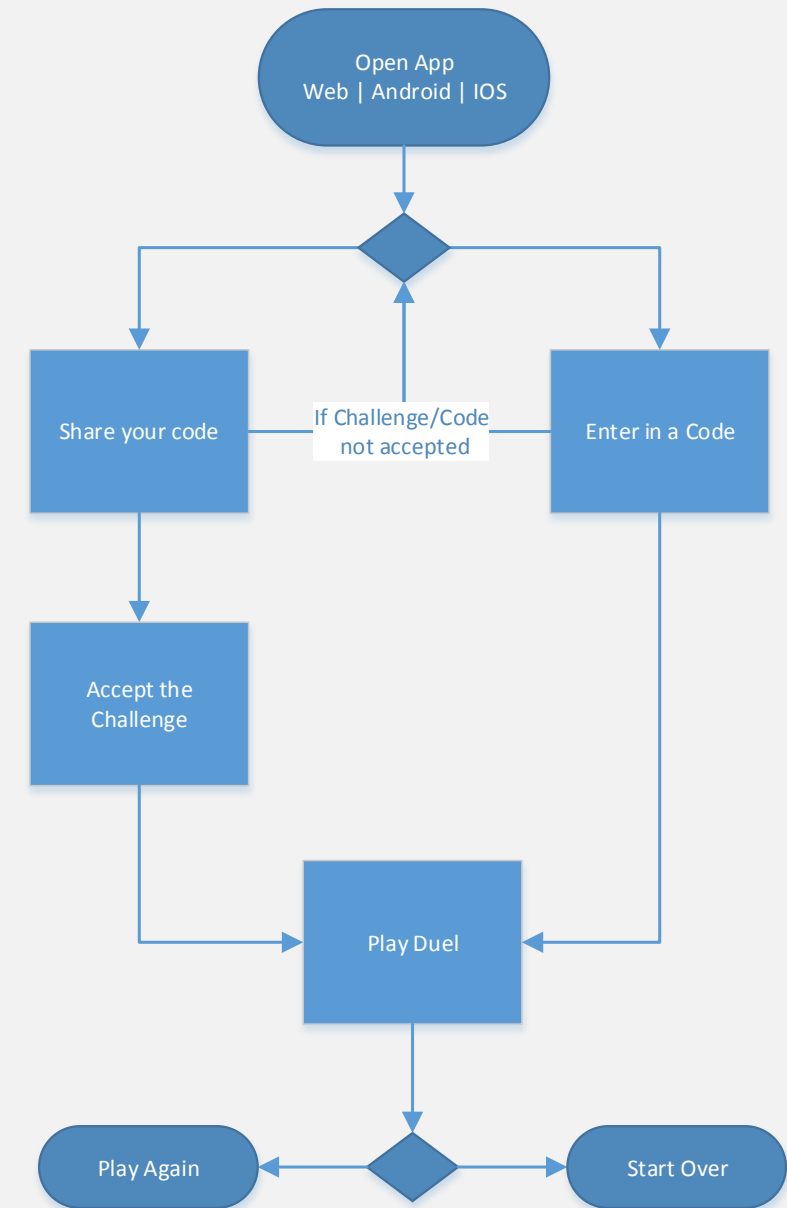 Open App
Web | Android | IOS
Share your code
If Challenge/Code
not accepted
Enter in a Code
Accept the
Challenge
Play Duel
Play Again
Start Over